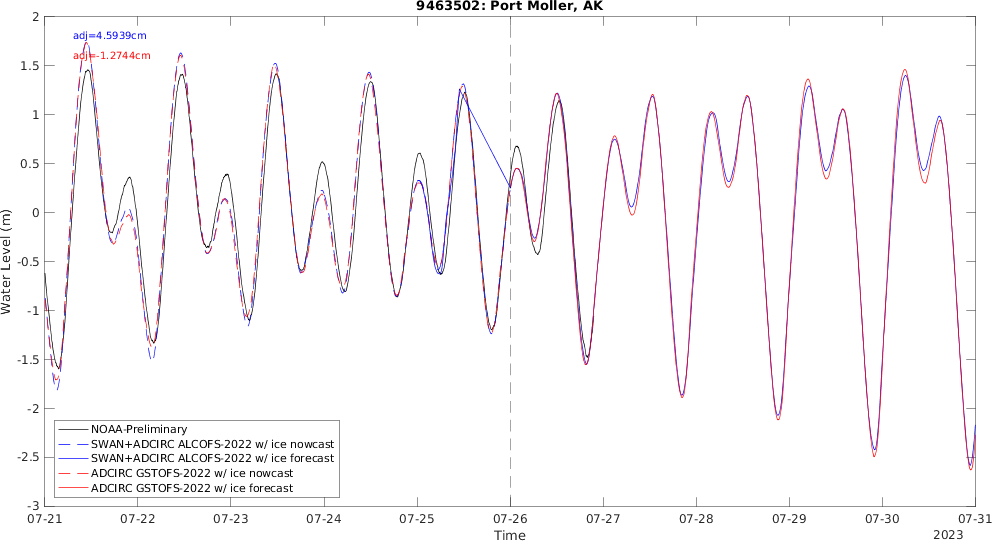 9463502: Port Moller, AK
adj=4.5939cm
adj=-1.2744cm
Water Level (m)
2
1.5
1
0.5
0
-0.5
-1
-1.5
-2
-2.5
-3
NOAA-Preliminary
SWAN+ADCIRC ALCOFS-2022 w/ ice nowcast
SWAN+ADCIRC ALCOFS-2022 w/ ice forecast
ADCIRC GSTOFS-2022 w/ ice nowcast
ADCIRC GSTOFS-2022 w/ ice forecast
07-21 07-22 07-23 07-24 07-25 07-26 07-27 07-28 07-29 07-30 07-31
Time
2023